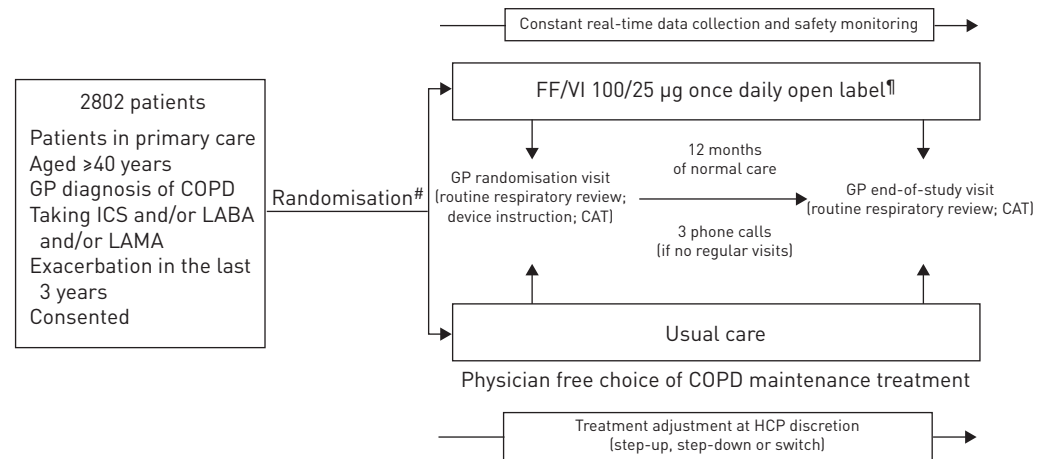 Constant real-time data collection and safety monitoring
2802 patients
Patients in primary care
Aged ⩾40 years
GP diagnosis of COPD
Taking ICS and/or LABA
and/or LAMA
Exacerbation in the last
3 years
Consented
Randomisation#
FF/VI 100/25 µg once daily open label¶
GP randomisation visit
(routine respiratory review;
device instruction; CAT)
12 months
of normal care
3 phone calls
(if no regular visits)
GP end-of-study visit
(routine respiratory review; CAT)
Usual care
Physician free choice of COPD maintenance treatment
Treatment adjustment at HCP discretion
(step-up, step-down or switch)